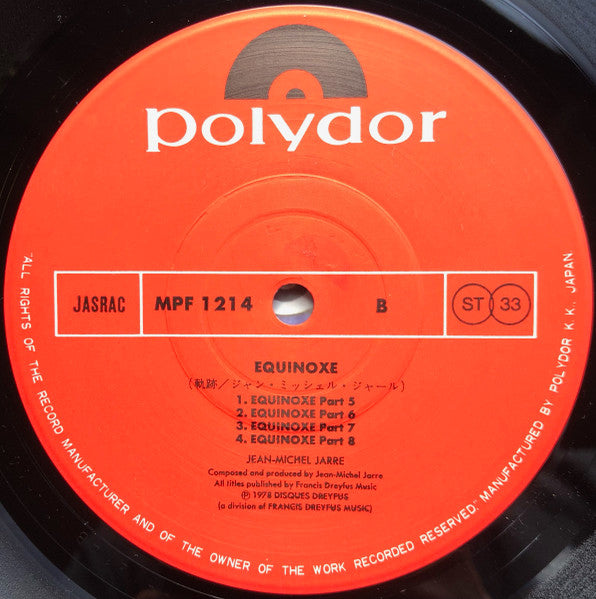 polydor
JASRAC
MPF 1214
B
ST 33
EQUINOXE
(軌跡/ジャン・ミッシェル・ジャール)
1. EQUINOXE Part 5
2. EQUINOXE Part 6
3. EQUINOXE Part 7
4. EQUINOXE Part 8
JEAN-MICHEL JARRE
Composed and produced by Jean-Michel Jarre
All titles published by Francis Dreyfus Music
Ⓟ 1978 DISQUES DREYFUS
(a division of FRANCIS DREYFUS MUSIC)
"ALL RIGHTS OF THE RECORD MANUFACTURER AND OF THE OWNER OF THE WORK RECORDED RESERVED." MANUFACTURED BY POLYDOR K.K., JAPAN